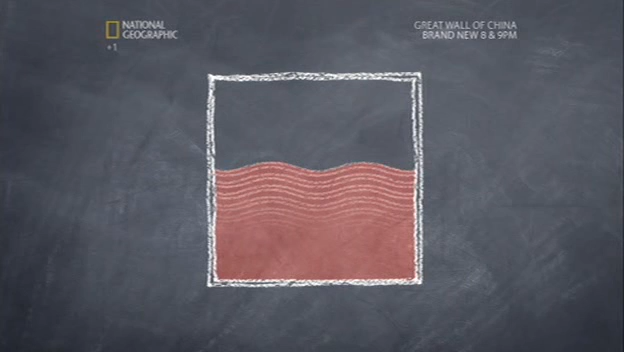 NATIONAL
GEOGRAPHIC
+1
GREAT WALL OF CHINA
BRAND NEW 8 & 9PM